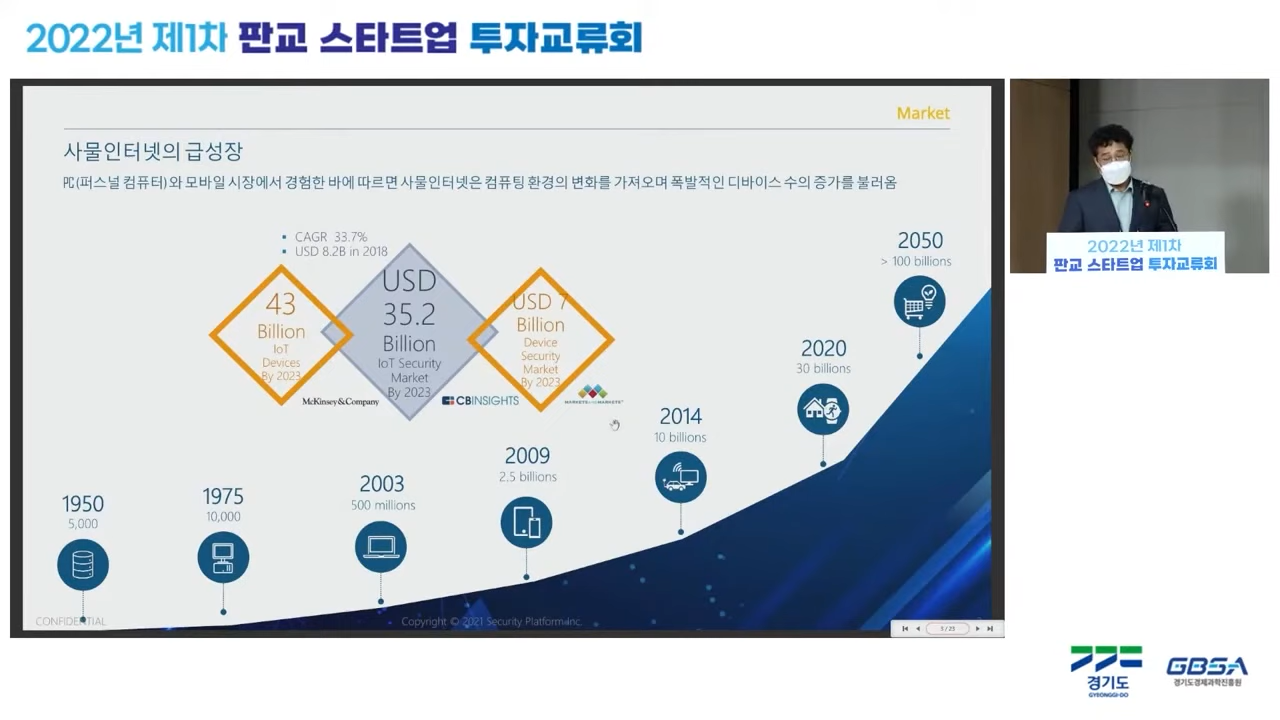 2022년 제1차 판교 스타트업 투자교류회
Market
사물인터넷의 급성장
PC(퍼스널 컴퓨터)와 모바일 시장에서 경험한 바에 따르면 사물인터넷은 컴퓨팅 환경의 변화를 가져오며 폭발적인 디바이스 수의 증가를 불러옴
▪ CAGR 33.7%
▪ USD 8.2B in 2018
43
Billion
IoT
Devices
By 2023
McKinsey&Company
USD
35.2
Billion
IoT Security
Market
By 2023
CBINSIGHTS
USD 7
Billion
Device
Security
Market
By 2023
MARKETSANDMARKETS
1950
5,000
1975
10,000
2003
500 millions
2009
2.5 billions
2014
10 billions
2020
30 billions
2050
> 100 billions
CONFIDENTIAL
Copyright © 2021 Security Platform Inc.
2022년 제1차
판교 스타트업 투자교류회
경기도
GYEONGGI-DO
GBSA
경기도경제과학진흥원